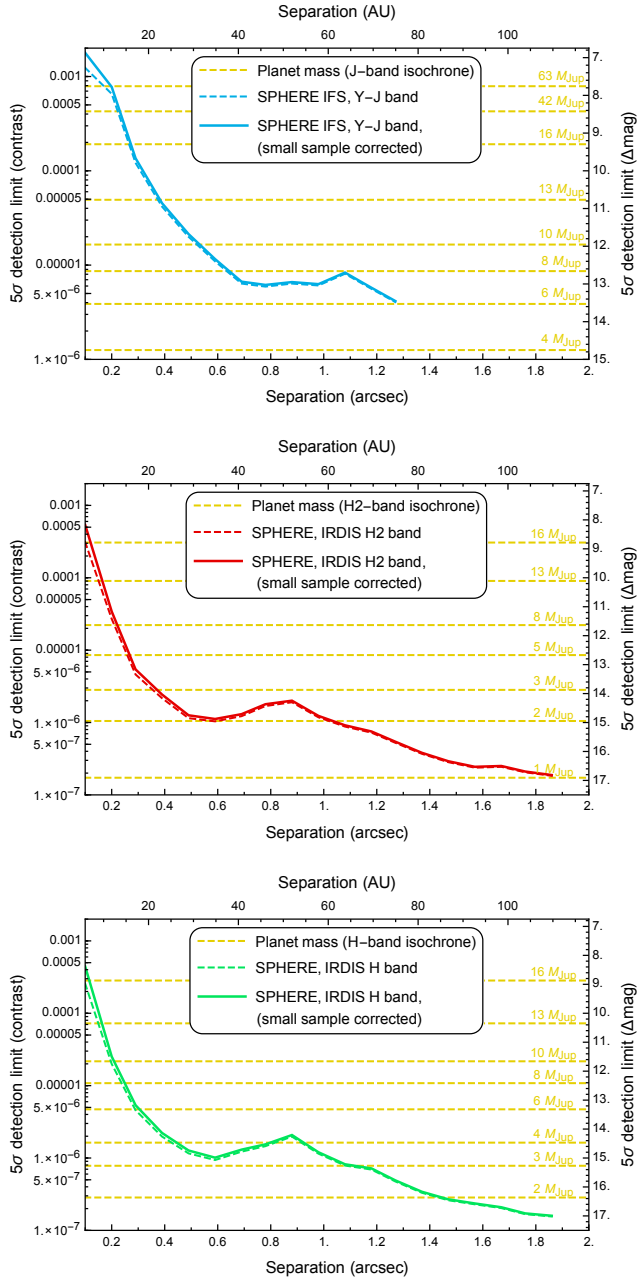 Separation (AU)
20 40 60 80 100
Planet mass (J-band isochrone)
SPHERE IFS, Y-J band
SPHERE IFS, Y-J band,
(small sample corrected)
63 MJup
42 MJup
16 MJup
13 MJup
10 MJup
8 MJup
6 MJup
4 MJup
0.001
0.0005
0.0001
0.00005
0.00001
5.×10-6
1.×10-6
5σ detection limit (contrast)
7.
8.
9.
10.
11.
12.
13.
14.
15.
5σ detection limit (Δmag)
0.2 0.4 0.6 0.8 1. 1.2 1.4 1.6 1.8 2.
Separation (arcsec)
Separation (AU)
20 40 60 80 100
Planet mass (H2-band isochrone)
SPHERE, IRDIS H2 band
SPHERE, IRDIS H2 band,
(small sample corrected)
16 MJup
13 MJup
8 MJup
5 MJup
3 MJup
2 MJup
1 MJup
0.001
0.0005
0.0001
0.00001
5.×10-6
1.×10-6
5.×10-7
1.×10-7
5σ detection limit (contrast)
7.
8.
9.
10.
11.
12.
13.
14.
15.
16.
17.
5σ detection limit (Δmag)
0.2 0.4 0.6 0.8 1. 1.2 1.4 1.6 1.8 2.
Separation (arcsec)
Separation (AU)
20 40 60 80 100
Planet mass (H-band isochrone)
SPHERE, IRDIS H band
SPHERE, IRDIS H band,
(small sample corrected)
16 MJup
13 MJup
10 MJup
8 MJup
6 MJup
4 MJup
3 MJup
2 MJup
0.001
0.0005
0.0001
0.00005
0.00001
5.×10-6
1.×10-6
5.×10-7
1.×10-7
5σ detection limit (contrast)
7.
8.
9.
10.
11.
12.
13.
14.
15.
16.
17.
5σ detection limit (Δmag)
0.2 0.4 0.6 0.8 1. 1.2 1.4 1.6 1.8 2.
Separation (arcsec)